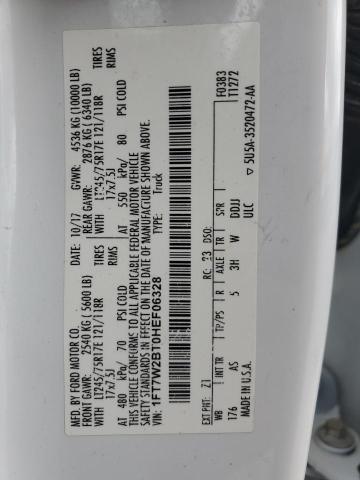 MFD. BY FORD MOTOR CO.
DATE: 10/17 GVWR: 4536 KG (10000 LB)
FRONT GAWR: 2540 KG (5600 LB) REAR GAWR: 2876 KG (6340 LB)
WITH LT245/75R17E 121/118R TIRES WITH LT245/75R17E 121/118R TIRES
17x7.5J RIMS 17x7.5J RIMS
AT 480 kPa/ 70 PSI COLD AT 550 kPa/ 80 PSI COLD
THIS VEHICLE CONFORMS TO ALL APPLICABLE FEDERAL MOTOR VEHICLE
SAFETY STANDARDS IN EFFECT ON THE DATE OF MANUFACTURE SHOWN ABOVE.
VIN: 1FT7W2BT0HEF06328 TYPE: Truck
EXT PNT: Z1 RC: 23 DSO: F0383
T1272
WB INT TR TP/PS R AXLE TR SPR
176 AS 5 3H W DDJJ
ULC
MADE IN U.S.A. ▽ 5U5A-3520472-AA